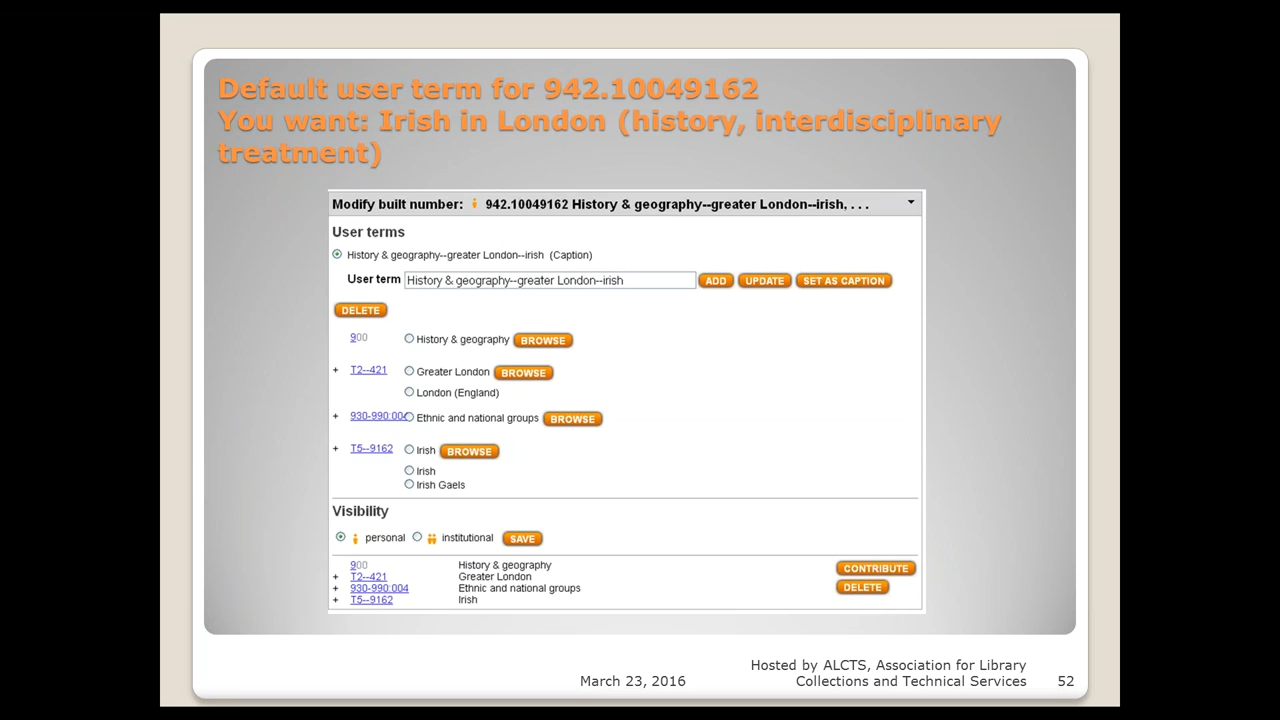 Default user term for 942.10049162
You want: Irish in London (history, interdisciplinary
treatment)
Modify built number: 942.10049162 History & geography--greater London--irish, . . .
User terms
History & geography--greater London--irish (Caption)
User term History & geography--greater London--irish ADD UPDATE SET AS CAPTION
DELETE
900 History & geography BROWSE
+ T2--421 Greater London BROWSE
London (England)
+ 930-990:004 Ethnic and national groups BROWSE
+ T5--9162 Irish BROWSE
Irish
Irish Gaels
Visibility
personal institutional SAVE
900 History & geography CONTRIBUTE
+ T2--421 Greater London
+ 930-990:004 Ethnic and national groups DELETE
+ T5--9162 Irish
Hosted by ALCTS, Association for Library
March 23, 2016 Collections and Technical Services 52